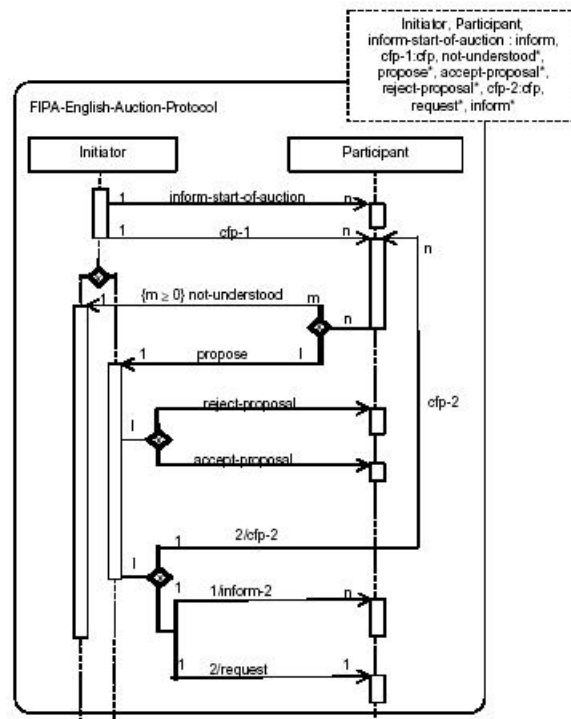 Initiator, Participant,
inform-start-of-auction : inform,
cfp-1:cfp, not-understood*,
propose*, accept-proposal*,
reject-proposal*, cfp-2:cfp,
request*, inform*
FIPA-English-Auction-Protocol
Initiator
Participant
1 inform-start-of-auction n
1 cfp-1 n
n
1 {m ≥ 0} not-understood m
n
1 propose l
cfp-2
reject-proposal
l
accept-proposal
1 2/cfp-2
l
1 1/inform-2 n
1
1 2/request 1